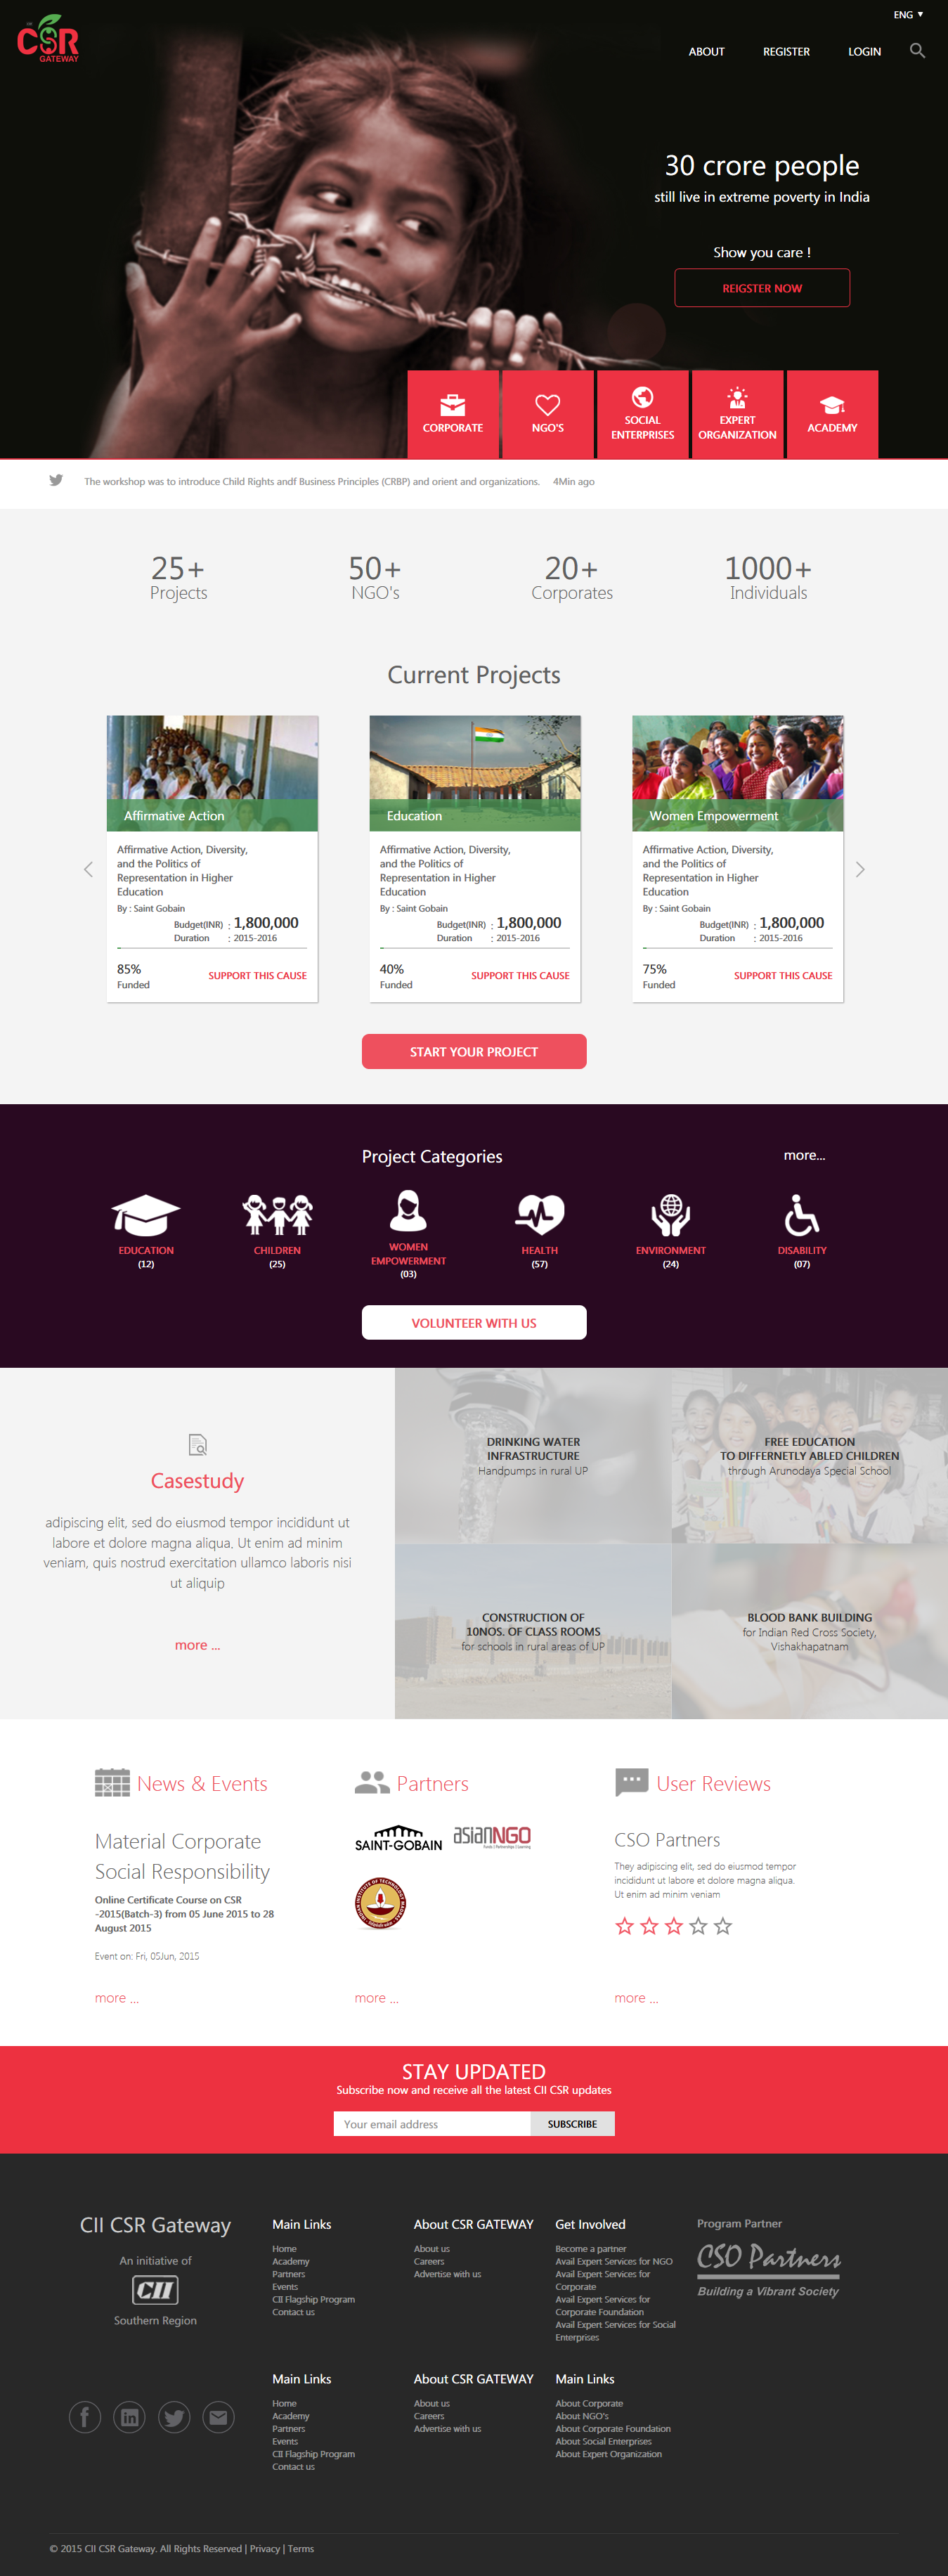 ENG
CSR
GATEWAY
ABOUT
REGISTER
LOGIN
30 crore people
still live in extreme poverty in India
Show you care !
REIGSTER NOW
CORPORATE
NGO'S
SOCIAL
ENTERPRISES
EXPERT
ORGANIZATION
ACADEMY
The workshop was to introduce Child Rights andf Business Principles (CRBP) and orient and organizations. 4Min ago
25+
Projects
50+
NGO's
20+
Corporates
1000+
Individuals
Current Projects
Affirmative Action
Affirmative Action, Diversity,
and the Politics of
Representation in Higher
Education
By : Saint Gobain
Budget(INR) : 1,800,000
Duration : 2015-2016
85%
Funded
SUPPORT THIS CAUSE
Education
Affirmative Action, Diversity,
and the Politics of
Representation in Higher
Education
By : Saint Gobain
Budget(INR) : 1,800,000
Duration : 2015-2016
40%
Funded
SUPPORT THIS CAUSE
Women Empowerment
Affirmative Action, Diversity,
and the Politics of
Representation in Higher
Education
By : Saint Gobain
Budget(INR) : 1,800,000
Duration : 2015-2016
75%
Funded
SUPPORT THIS CAUSE
START YOUR PROJECT
Project Categories
more...
EDUCATION
(12)
CHILDREN
(25)
WOMEN
EMPOWERMENT
(03)
HEALTH
(57)
ENVIRONMENT
(24)
DISABILITY
(07)
VOLUNTEER WITH US
Casestudy
adipiscing elit, sed do eiusmod tempor incididunt ut
labore et dolore magna aliqua. Ut enim ad minim
veniam, quis nostrud exercitation ullamco laboris nisi
ut aliquip
more ...
DRINKING WATER
INFRASTRUCTURE
Handpumps in rural UP
FREE EDUCATION
TO DIFFERNETLY ABLED CHILDREN
through Arunodaya Special School
CONSTRUCTION OF
10NOS. OF CLASS ROOMS
for schools in rural areas of UP
BLOOD BANK BUILDING
for Indian Red Cross Society,
Vishakhapatnam
News & Events
Material Corporate
Social Responsibility
Online Certificate Course on CSR
-2015(Batch-3) from 05 June 2015 to 28
August 2015
Event on: Fri, 05Jun, 2015
more ...
Partners
SAINT-GOBAIN
asianNGO
more ...
User Reviews
CSO Partners
They adipiscing elit, sed do eiusmod tempor
incididunt ut labore et dolore magna aliqua.
Ut enim ad minim veniam
more ...
STAY UPDATED
Subscribe now and receive all the latest CII CSR updates
Your email address
SUBSCRIBE
CII CSR Gateway
An initiative of
CII
Southern Region
Main Links
Home
Academy
Partners
Events
CII Flagship Program
Contact us
About CSR GATEWAY
About us
Careers
Advertise with us
Get Involved
Become a partner
Avail Expert Services for NGO
Avail Expert Services for
Corporate
Avail Expert Services for
Corporate Foundation
Avail Expert Services for Social
Enterprises
Program Partner
CSO Partners
Building a Vibrant Society
Main Links
Home
Academy
Partners
Events
CII Flagship Program
Contact us
About CSR GATEWAY
About us
Careers
Advertise with us
Main Links
About Corporate
About NGO's
About Corporate Foundation
About Social Enterprises
About Expert Organization
© 2015 CII CSR Gateway. All Rights Reserved | Privacy | Terms